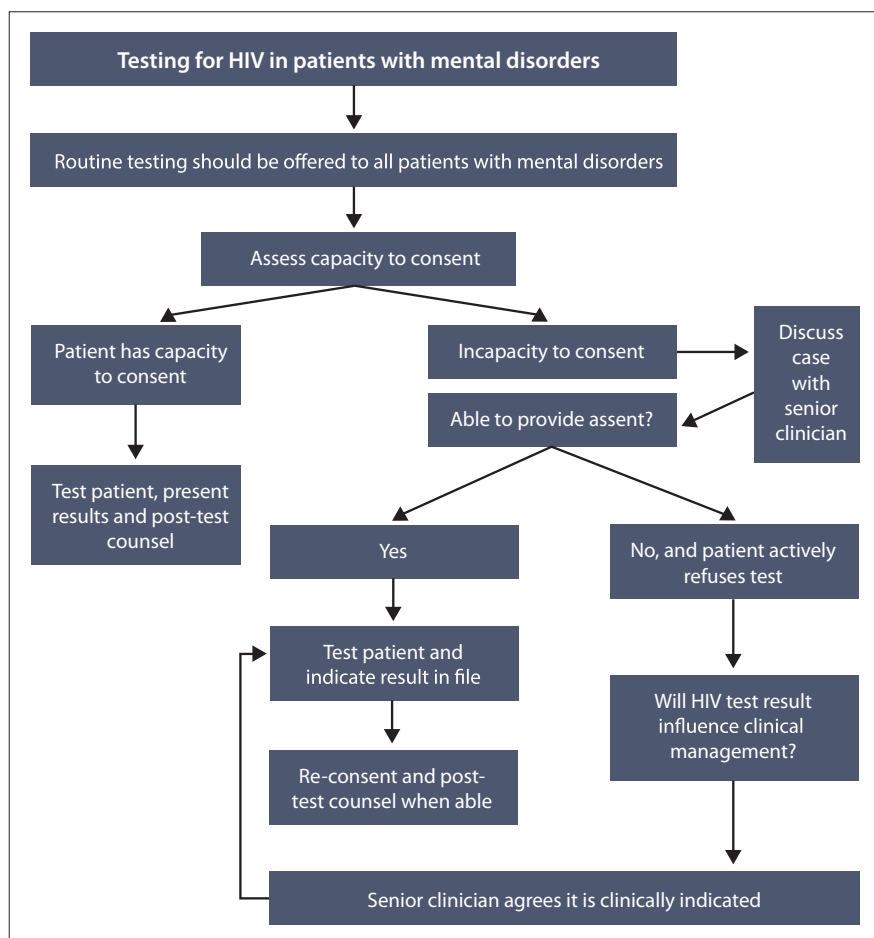 Testing for HIV in patients with mental disorders
Routine testing should be offered to all patients with mental disorders
Assess capacity to consent
Patient has capacity
to consent
Incapacity to consent
Discuss
case
with
senior
clinician
Able to provide assent?
Test patient, present
results and post-test
counsel
Yes
No, and patient actively
refuses test
Test patient and
indicate result in file
Will HIV test result
influence clinical
management?
Re-consent and post-
test counsel when able
Senior clinician agrees it is clinically indicated